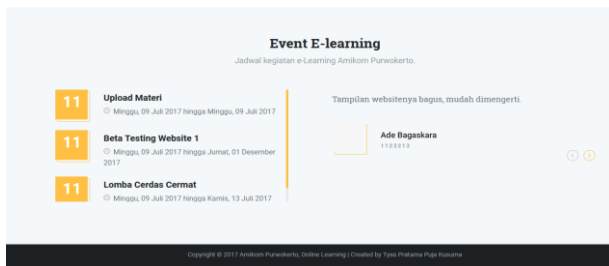 Event E-learning
Jadwal kegiatan e-Learning Amikom Purwokerto.
11
Upload Materi
Minggu, 09 Juli 2017 hingga Minggu, 09 Juli 2017
11
Beta Testing Website 1
Minggu, 09 Juli 2017 hingga Jumat, 01 Desember
2017
11
Lomba Cerdas Cermat
Minggu, 09 Juli 2017 hingga Kamis, 13 Juli 2017
Tampilan websitenya bagus, mudah dimengerti.
Ade Bagaskara
Copyright © 2017 Amikom Purwokerto, Online Learning | Created by Tyas Pratama Puja Kusuma